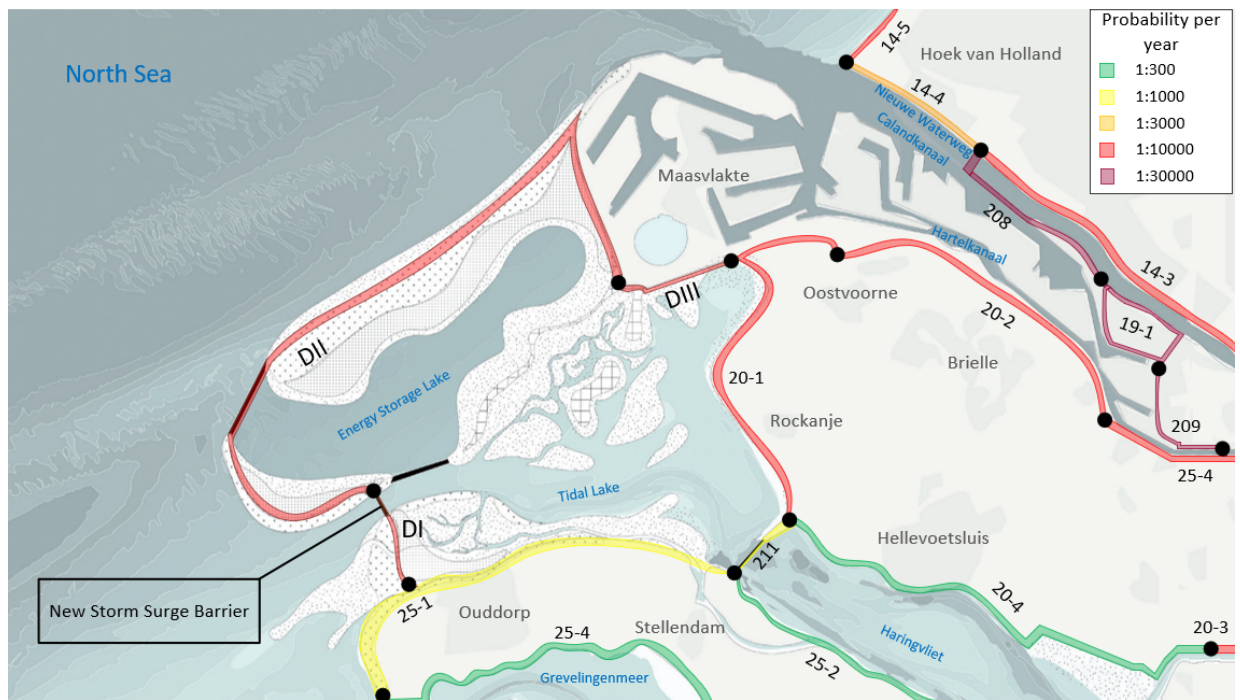 North Sea
Probability per
year
1:300
1:1000
1:3000
1:10000
1:30000
14-5
Hoek van Holland
14-4
Nieuwe Waterweg
Calandkanaal
Maasvlakte
208
Hartelkanaal
14-3
DIII
Oostvoorne
20-2
19-1
DII
Brielle
Energy Storage Lake
20-1
Rockanje
209
25-4
Tidal Lake
DI
Hellevoetsluis
211
New Storm Surge Barrier
25-1
Ouddorp
20-4
Stellendam
25-4
20-3
Haringvliet
25-2
Grevelingenmeer